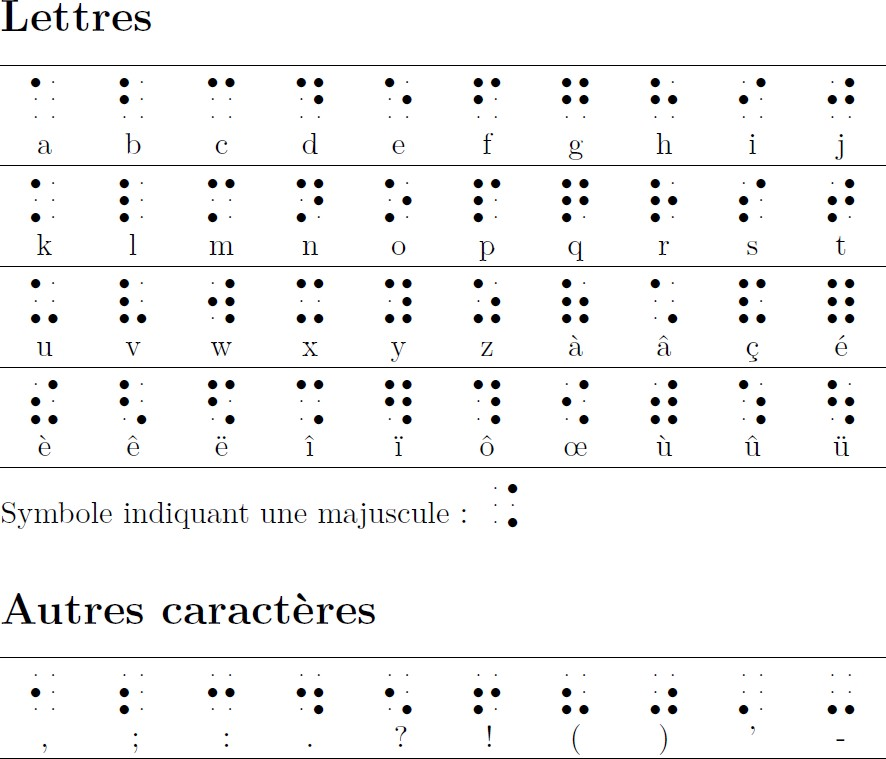 Lettres
a b c d e f g h i j
k l m n o p q r s t
u v w x y z à â ç é
è ê ë î ï ô œ ù û ü
Symbole indiquant une majuscule :
Autres caractères
, ; : . ? ! ( ) ’ -